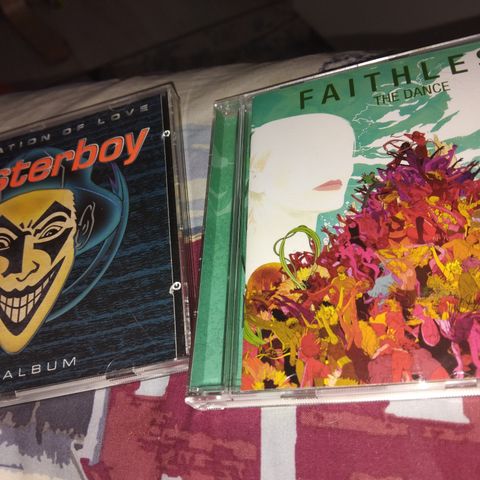 ATION OF LOVE
sterboy
ALBUM
FAITHLES
THE DANCE